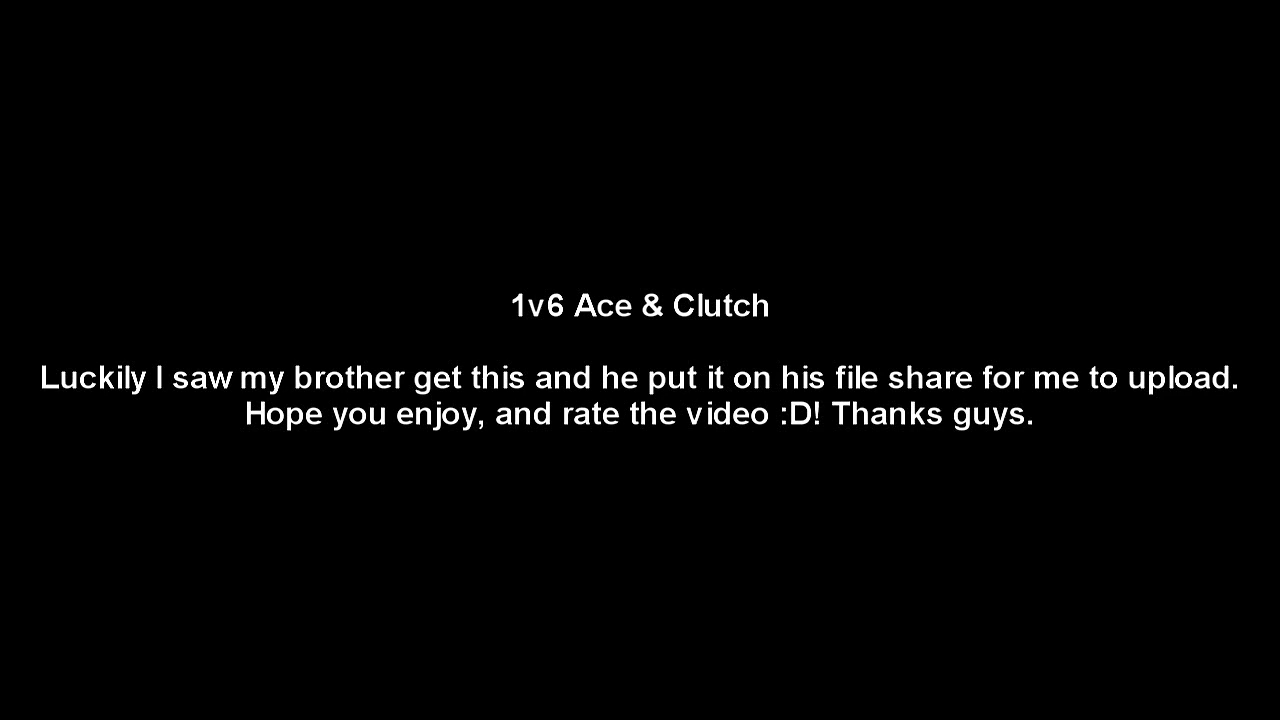 1v6 Ace & Clutch
Luckily I saw my brother get this and he put it on his file share for me to upload.
Hope you enjoy, and rate the video :D! Thanks guys.